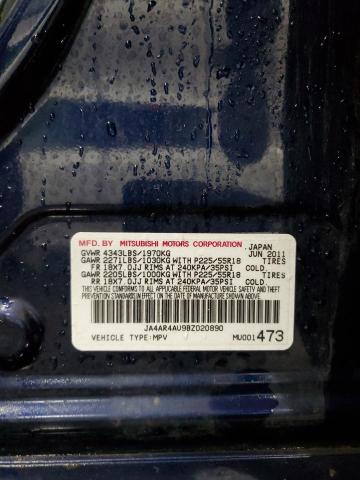 MFD. BY MITSUBISHI MOTORS CORPORATION JAPAN
GVWR 4343LBS/1970KG JUN 2011
GAWR 2271LBS/1030KG WITH P225/55R18 TIRES
FR 18X7.0JJ RIMS AT 240KPA/35PSI COLD.
GAWR 2205LBS/1000KG WITH P225/55R18 TIRES
RR 18X7.0JJ RIMS AT 240KPA/35PSI COLD.
THIS VEHICLE CONFORMS TO ALL APPLICABLE FEDERAL MOTOR VEHICLE
SAFETY, BUMPER AND THEFT PREVENTION STANDARDS IN EFFECT
ON THE DATE OF MANUFACTURE SHOWN ABOVE.
JA4AR4AU9BZ020890
VEHICLE TYPE:MPV MU001473